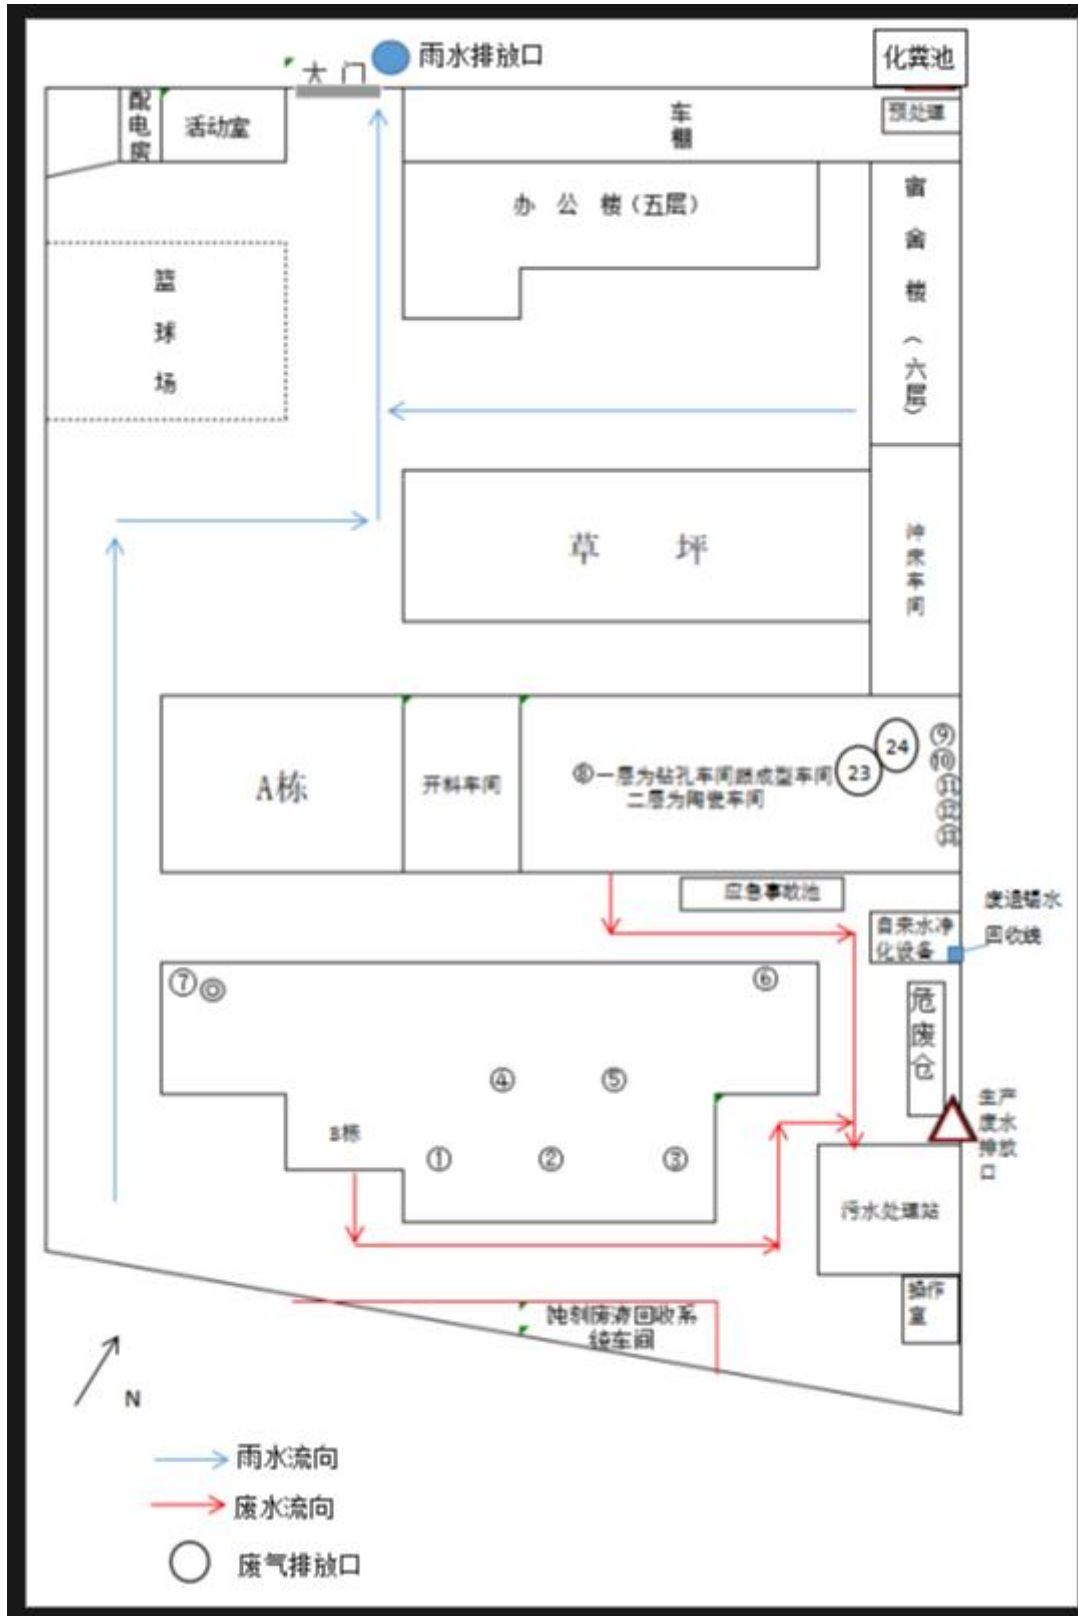 大 门
雨水排放口
化粪池
配电房
活动室
车棚
预处理
办 公 楼（五层）
宿舍楼（六层）
篮球场
草 坪
冲床车间
A栋
开料车间
⑧一层为钻孔车间跟成型车间
二层为陶瓷车间
23
24
⑨
⑩
⑪
⑫
⑬
应急事故池
自来水净
化设备
废退锡水
回收线
⑦
◎
⑥
危废仓
④
⑤
生产
废水
排放
口
B栋
①
②
③
污水处理站
操作
室
蚀刻废液回收系
统车间
N
雨水流向
废水流向
废气排放口